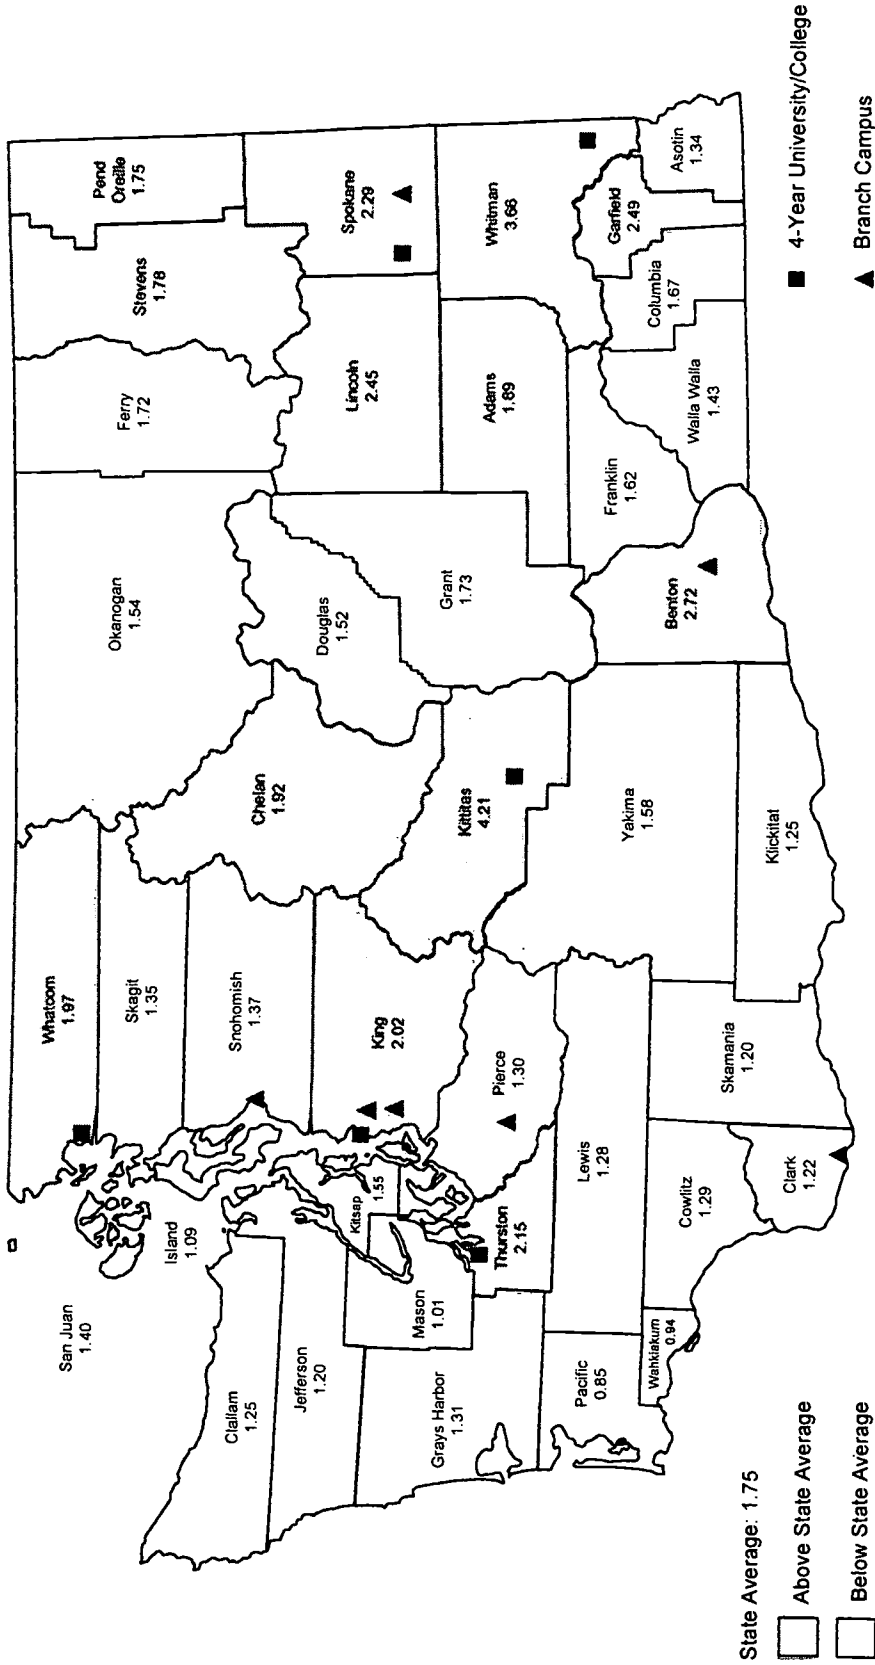 San Juan
1.40
Whatcom
1.97
Skagit
1.35
Island
1.09
Snohomish
1.37
Clallam
1.25
Jefferson
1.20
Kitsap
1.55
King
2.02
Mason
1.01
Grays Harbor
1.31
Thurston
2.15
Pierce
1.30
Pacific
0.85
Lewis
1.28
Wahkiakum
0.94
Cowlitz
1.29
Clark
1.22
Skamania
1.20
Okanogan
1.54
Chelan
1.92
Douglas
1.52
Kittitas
4.21
Grant
1.73
Yakima
1.58
Klickitat
1.25
Benton
2.72
Ferry
1.72
Stevens
1.78
Pend
Oreille
1.75
Lincoln
2.45
Spokane
2.29
Adams
1.89
Whitman
3.66
Franklin
1.62
Walla Walla
1.43
Columbia
1.67
Garfield
2.49
Asotin
1.34
State Average: 1.75
Above State Average
Below State Average
4-Year University/College
Branch Campus